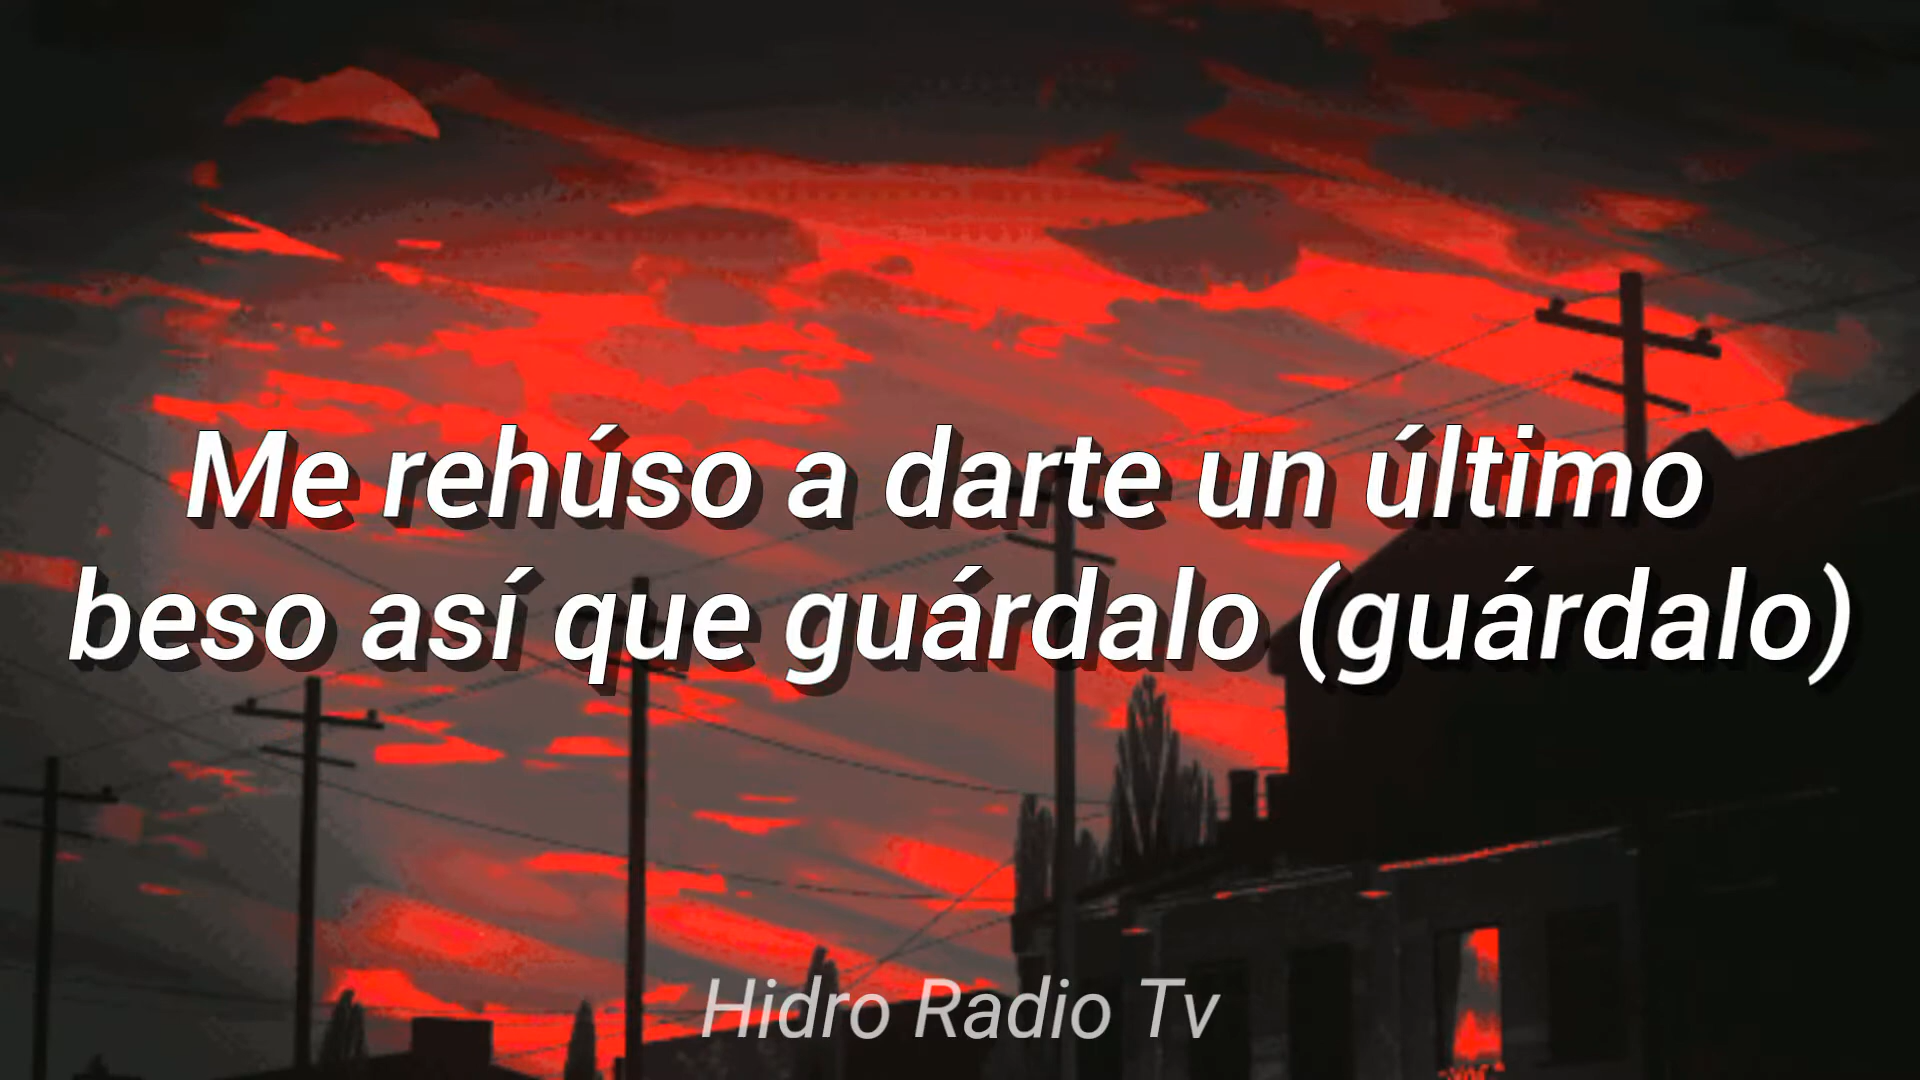 Me rehúso a darte un último
beso así que guárdalo (guárdalo)
Hidro Radio Tv